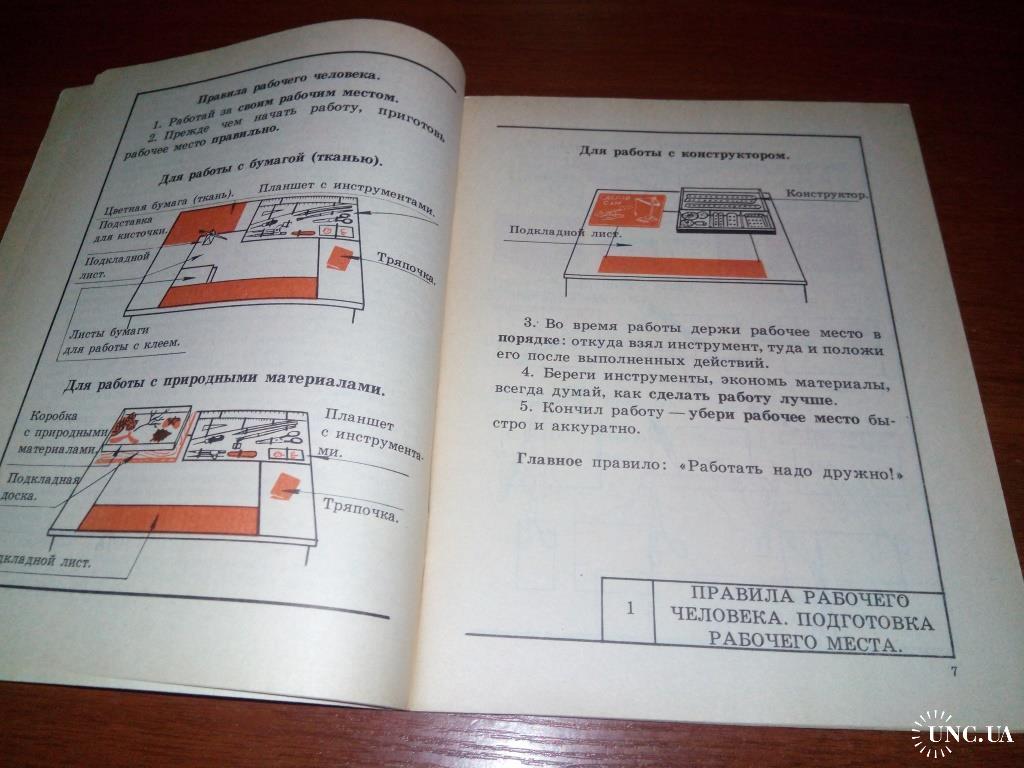 Правила рабочего человека.
1. Работай за своим рабочим местом.
2. Прежде чем начать работу, приготовь
рабочее место правильно.
Для работы с бумагой (тканью).
Цветная бумага (ткань).
Планшет с инструментами.
Подставка
для кисточки.
Подкладной
лист.
Тряпочка.
Листы бумаги
для работы с клеем.
Для работы с природными материалами.
Коробка
с природными
материалами.
Планшет
с инструмента-
ми.
Подкладная
доска.
Тряпочка.
дкладной лист.
Для работы с конструктором.
Конструктор.
Подкладной лист.
3. Во время работы держи рабочее место в
порядке: откуда взял инструмент, туда и положи
его после выполненных действий.
4. Береги инструменты, экономь материалы,
всегда думай, как сделать работу лучше.
5. Кончил работу — убери рабочее место бы-
стро и аккуратно.
Главное правило: «Работать надо дружно!»
1
ПРАВИЛА РАБОЧЕГО
ЧЕЛОВЕКА. ПОДГОТОВКА
РАБОЧЕГО МЕСТА.
7
UNC.UA